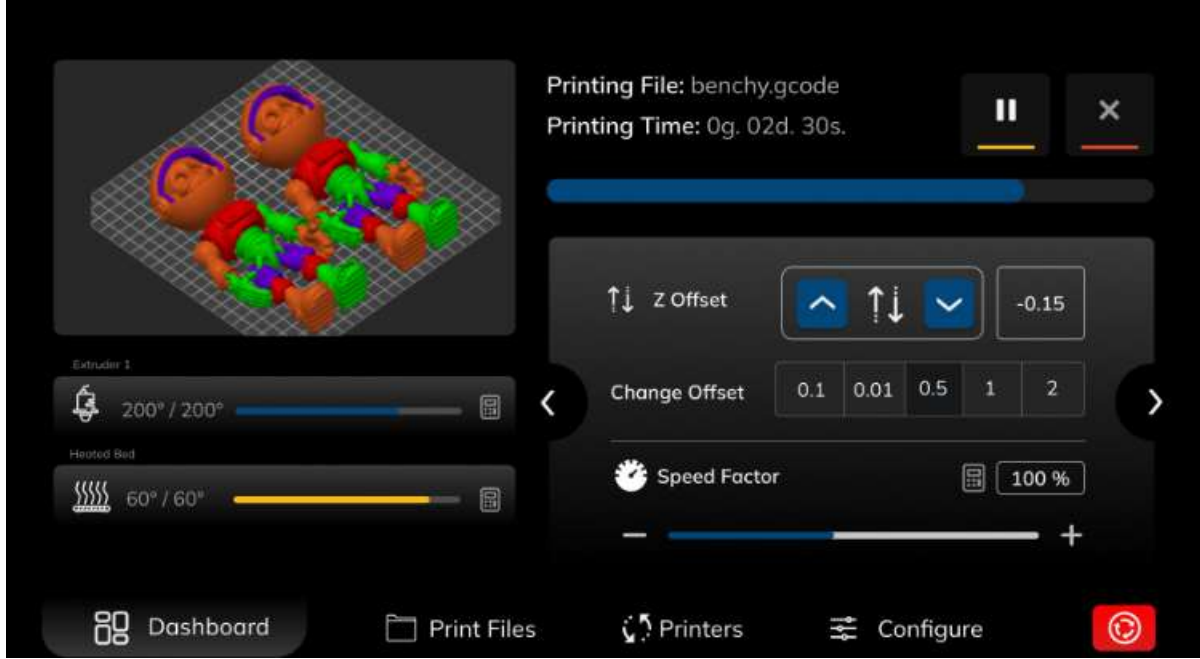 Printing File: benchy.gcode
Printing Time: 0g. 02d. 30s.
Extruder 1
200° / 200°
Heated Bed
60° / 60°
Z Offset
-0.15
Change Offset 0.1 0.01 0.5 1 2
Speed Factor 100 %
Dashboard Print Files Printers Configure